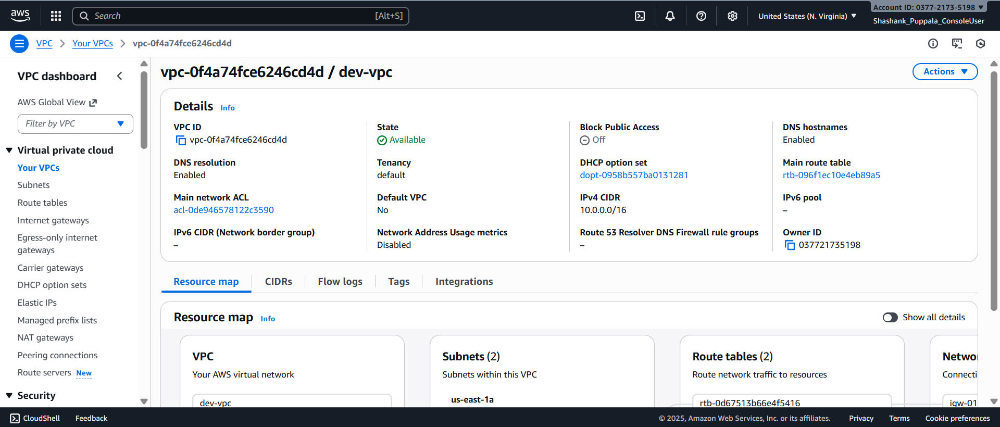 aws
Search [Alt+S]
United States (N. Virginia)
Account ID: 0377-2173-5198
Shashank_Puppala_ConsoleUser
VPC
Your VPCs
vpc-0f4a74fce6246cd4d
VPC dashboard
AWS Global View
Filter by VPC
Virtual private cloud
Your VPCs
Subnets
Route tables
Internet gateways
Egress-only internet
gateways
Carrier gateways
DHCP option sets
Elastic IPs
Managed prefix lists
NAT gateways
Peering connections
Route servers New
Security
vpc-0f4a74fce6246cd4d / dev-vpc
Actions
Details Info
VPC ID
vpc-0f4a74fce6246cd4d
State
Available
Block Public Access
Off
DNS hostnames
Enabled
DNS resolution
Enabled
Tenancy
default
DHCP option set
dopt-0958b557ba0131281
Main route table
rtb-096f1ec10e4eb89a5
Main network ACL
acl-0de946578122c3590
Default VPC
No
IPv4 CIDR
10.0.0.0/16
IPv6 pool
–
IPv6 CIDR (Network border group)
–
Network Address Usage metrics
Disabled
Route 53 Resolver DNS Firewall rule groups
–
Owner ID
037721735198
Resource map
CIDRs
Flow logs
Tags
Integrations
Resource map Info
Show all details
VPC
Your AWS virtual network
dev-vpc
Subnets (2)
Subnets within this VPC
us-east-1a
Route tables (2)
Route network traffic to resources
rtb-0d67513b66e4f5416
Netwo
Connecti
igw-01
CloudShell
Feedback
© 2025, Amazon Web Services, Inc. or its affiliates.
Privacy
Terms
Cookie preferences